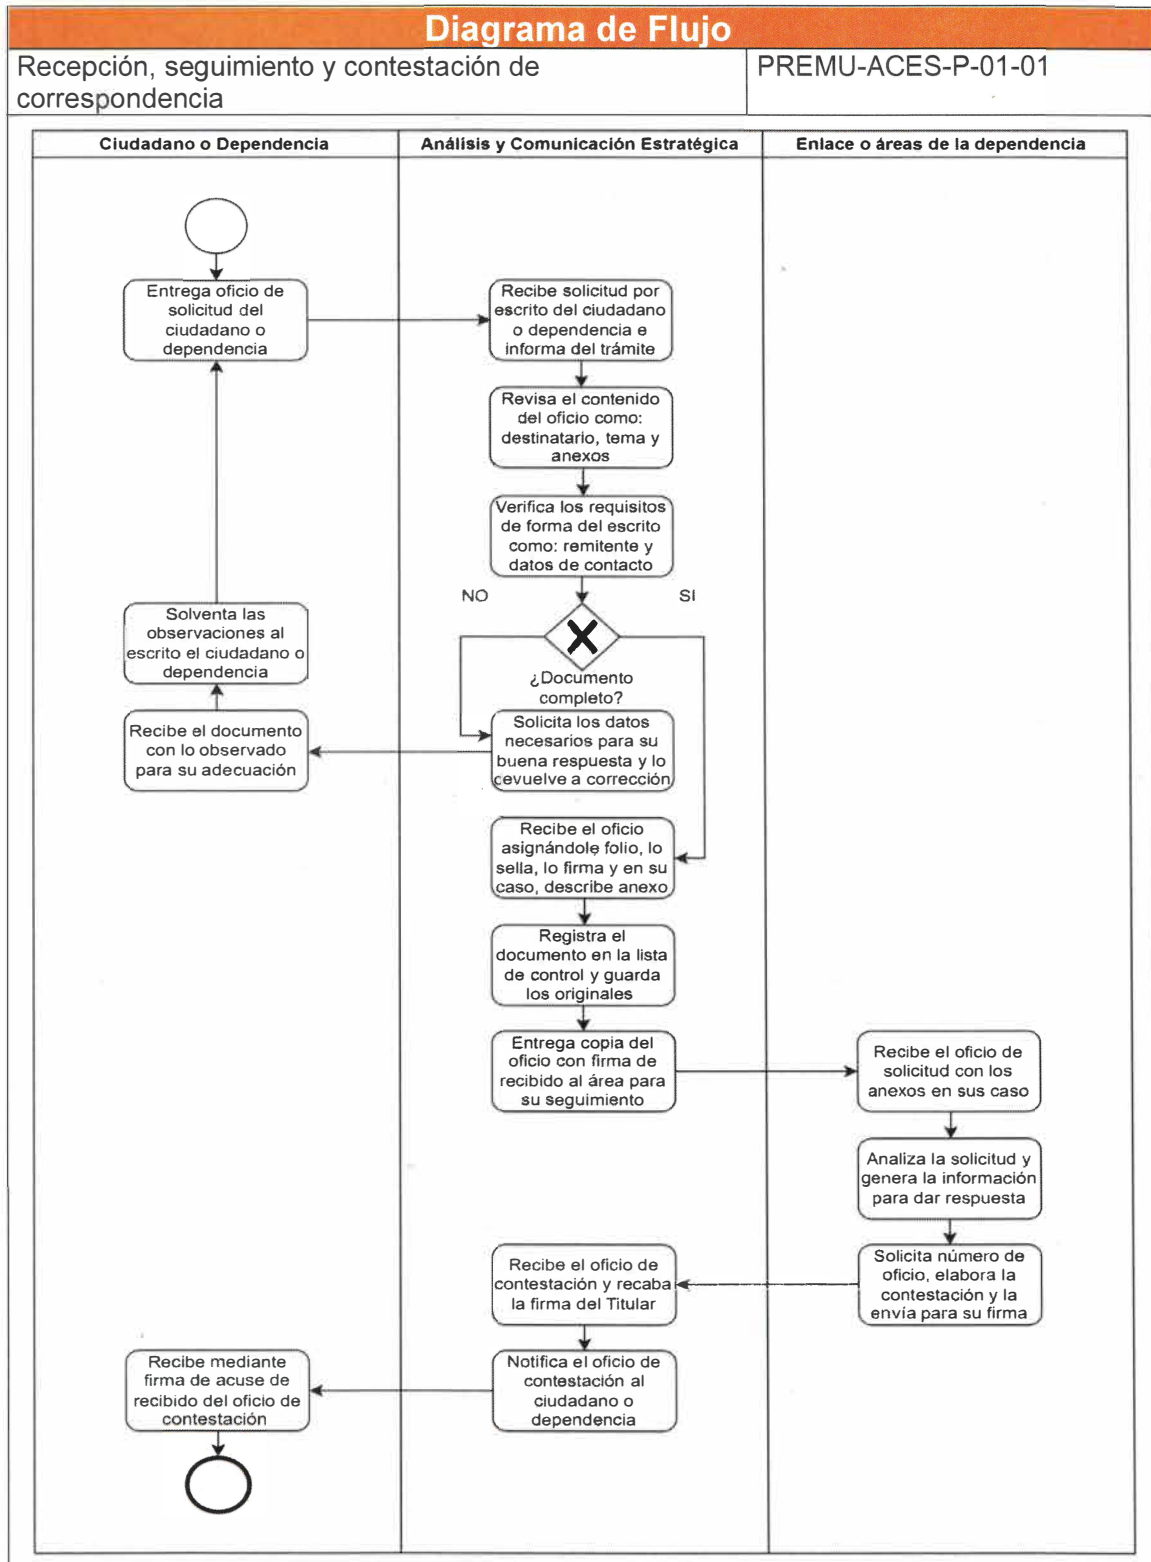 Diagrama de Flujo
Recepción, seguimiento y contestación de
correspondencia
PREMU-ACES-P-01-01
Ciudadano o Dependencia
Análisis y Comunicación Estratégica
Enlace o áreas de la dependencia
Entrega oficio de
solicitud del
ciudadano o
dependencia
Recibe solicitud por
escrito del ciudadano
o dependencia e
informa del trámite
Revisa el contenido
del oficio como:
destinatario, tema y
anexos
Verifica los requisitos
de forma del escrito
como: remitente y
datos de contacto
NO
SI
¿Documento
completo?
Solventa las
observaciones al
escrito el ciudadano o
dependencia
Recibe el documento
con lo observado
para su adecuación
Solicita los datos
necesarios para su
buena respuesta y lo
cevuelve a corrección
Recibe el oficio
asignándole folio, lo
sella, lo firma y en su
caso, describe anexo
Registra el
documento en la lista
de control y guarda
los originales
Entrega copia del
oficio con firma de
recibido al área para
su seguimiento
Recibe el oficio de
solicitud con los
anexos en sus caso
Analiza la solicitud y
genera la información
para dar respuesta
Solicita número de
oficio, elabora la
contestación y la
envía para su firma
Recibe el oficio de
contestación y recaba
la firma del Titular
Notifica el oficio de
contestación al
ciudadano o
dependencia
Recibe mediante
firma de acuse de
recibido del oficio de
contestación